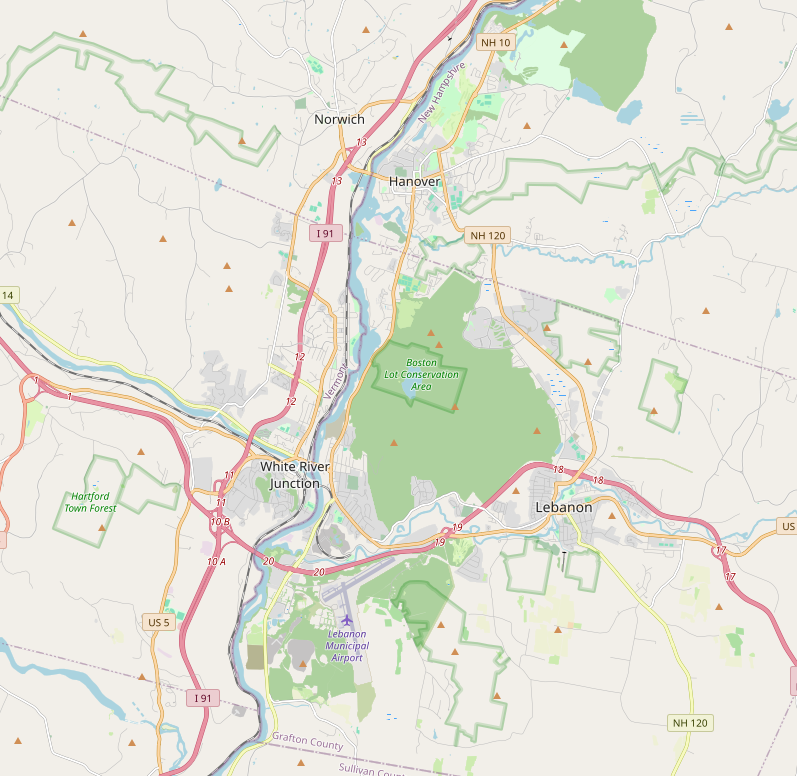 NH 10
New Hampshire
Norwich
13
13
Hanover
I 91
NH 120
14
12
Boston
Lot Conservation
Area
1
1
Vermont
12
White River
Junction
11
11
10 B
10 A
Hartford
Town Forest
18
18
Lebanon
19
19
US
17
17
20
20
US 5
Lebanon
Municipal
Airport
I 91
NH 120
Grafton County
Sullivan Coun